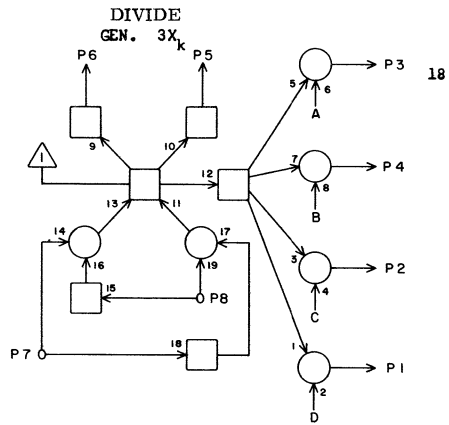 DIVIDE
GEN. 3Xk
P6 P5
5 6 P3 18
A
9 10
1 12 7 8 P4
B
13 11
14 17
3 4 P2
16 19
C
15 P8
P7 18
1 2 P1
D